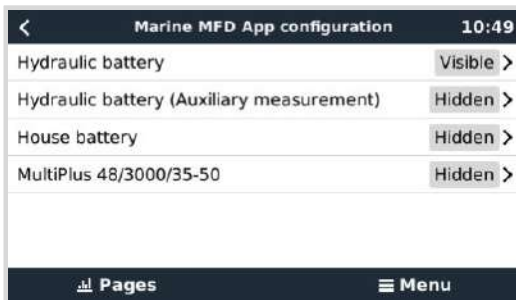 Marine MFD App configuration 10:49
Hydraulic battery Visible
Hydraulic battery (Auxiliary measurement) Hidden
House battery Hidden
MultiPlus 48/3000/35-50 Hidden
Pages Menu